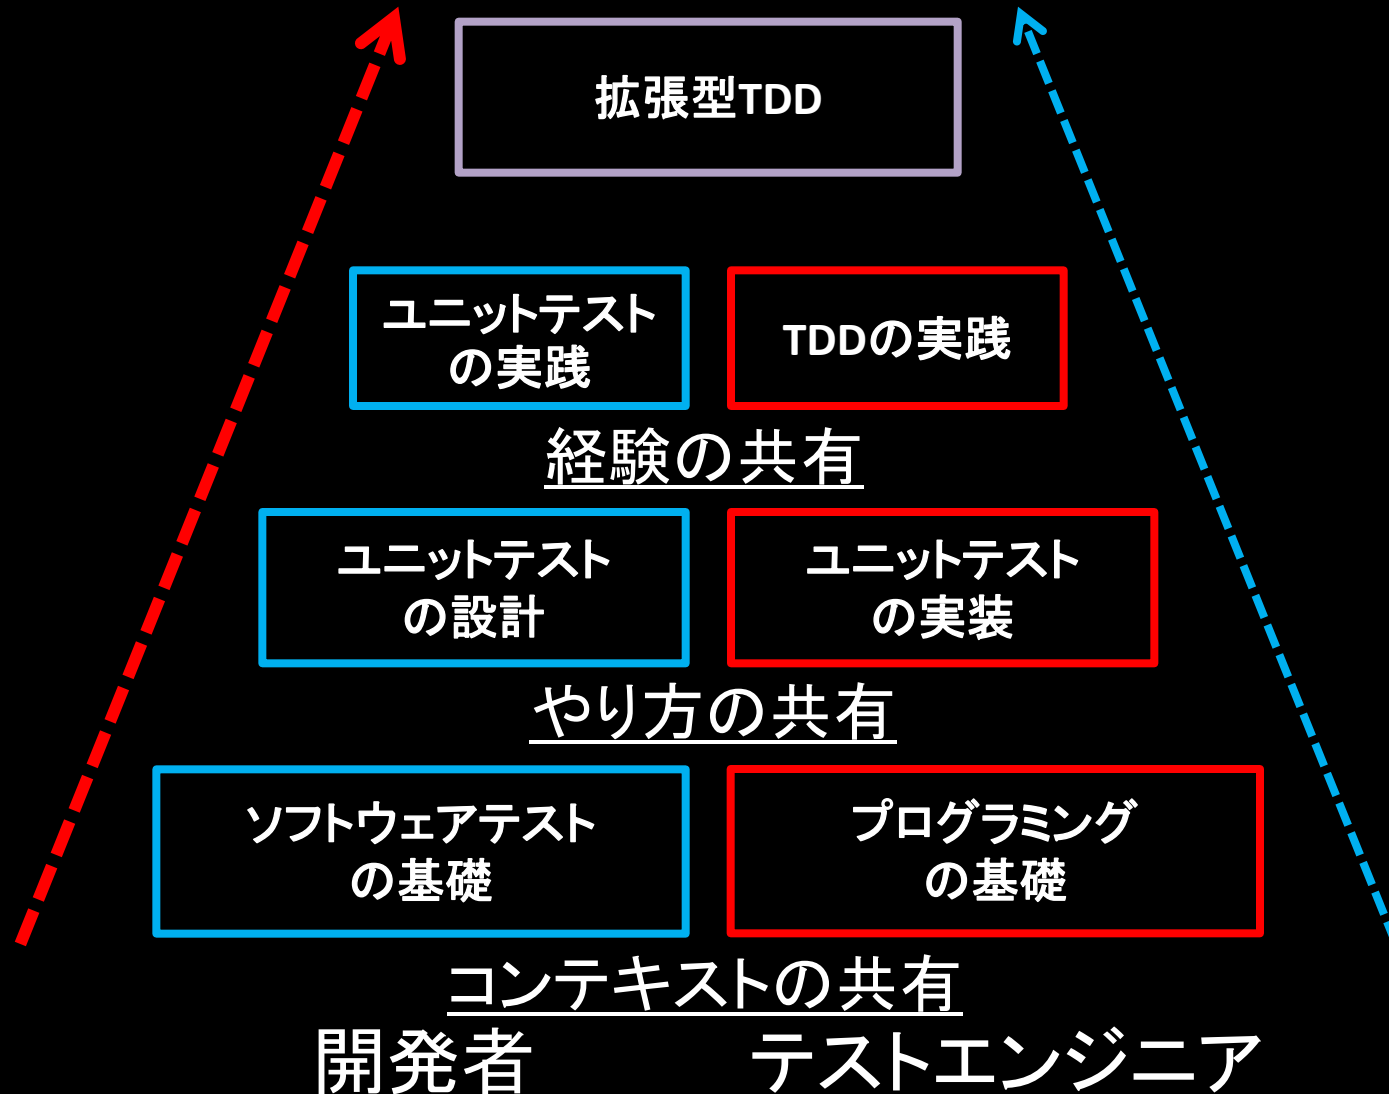 拡張型TDD
ユニットテスト
の実践
TDDの実践
経験の共有
ユニットテスト
の設計
ユニットテスト
の実装
やり方の共有
ソフトウェアテスト
の基礎
プログラミング
の基礎
コンテキストの共有
開発者
テストエンジニア